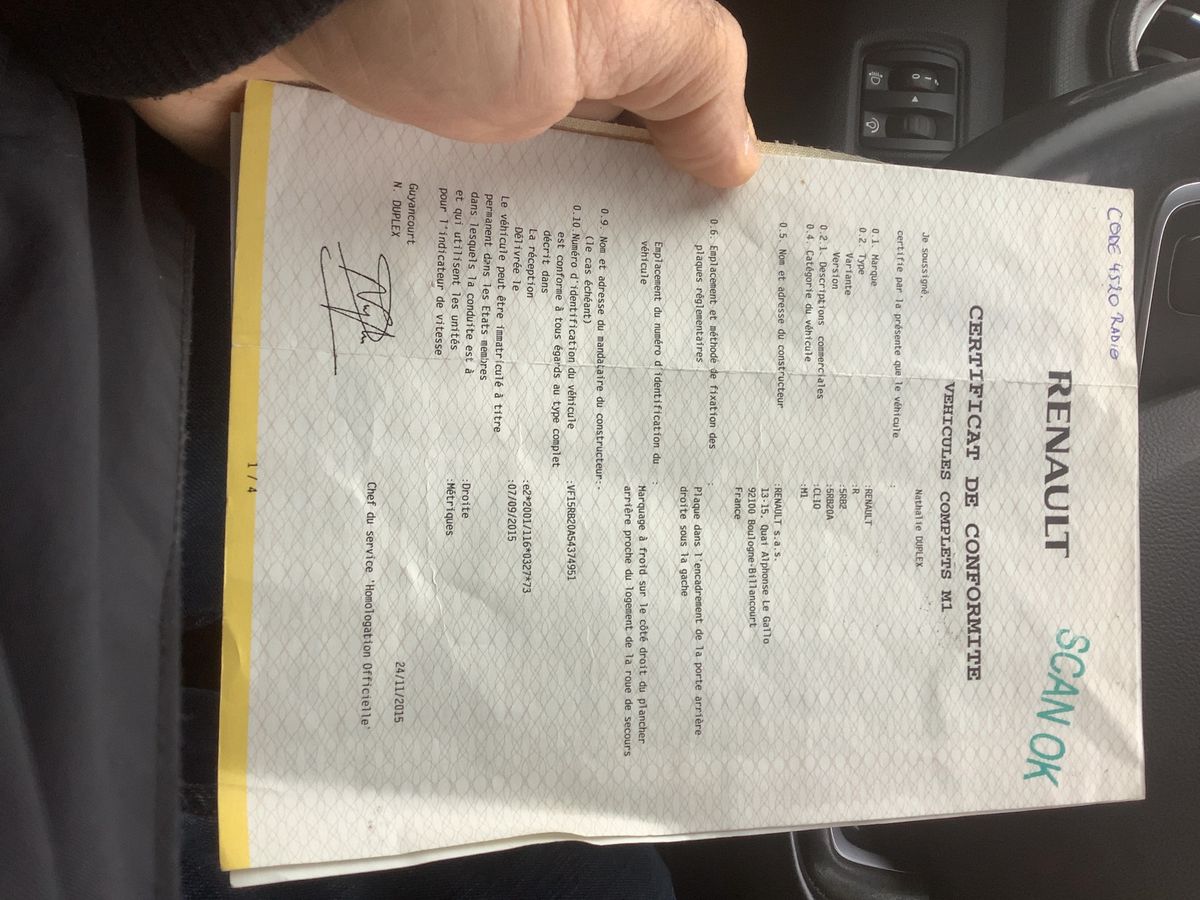 CODE 4520 RADIO
RENAULT
SCAN OK
CERTIFICAT DE CONFORMITE
VEHICULES COMPLETS M1
Je soussigné, Nathalie DUPLEX
certifie par la présente que le véhicule :
0.1. Marque :RENAULT
0.2. Type :R
Variante :5RB2
Version :5RB20A
0.2.1. Descriptions commerciales :CLIO
0.4. Catégorie du véhicule :M1
0.5. Nom et adresse du constructeur :RENAULT s.a.s.
13-15, Quai Alphonse Le Gallo
92100 Boulogne-Billancourt
France
0.6. Emplacement et méthode de fixation des :
plaques réglementaires Plaque dans l'encadrement de la porte arrière
droite sous la gache
Emplacement du numéro d'identification du :
véhicule Marquage à froid sur le côté droit du plancher
arrière proche du logement de la roue de secours
0.9. Nom et adresse du mandataire du constructeur:-
(le cas échéant)
0.10.Numéro d'identification du véhicule :VF15RB20A54374951
est conforme à tous égards au type complet
décrit dans
La réception :e2*2001/116*0327*73
Délivrée le :07/09/2015
Le véhicule peut être immatriculé à titre
permanent dans les Etats membres
dans lesquels la conduite est à :Droite
et qui utilisent les unités :Métriques
pour l'indicateur de vitesse.
Guyancourt 24/11/2015
N. DUPLEX
Chef du service 'Homologation Officielle'
1 / 4